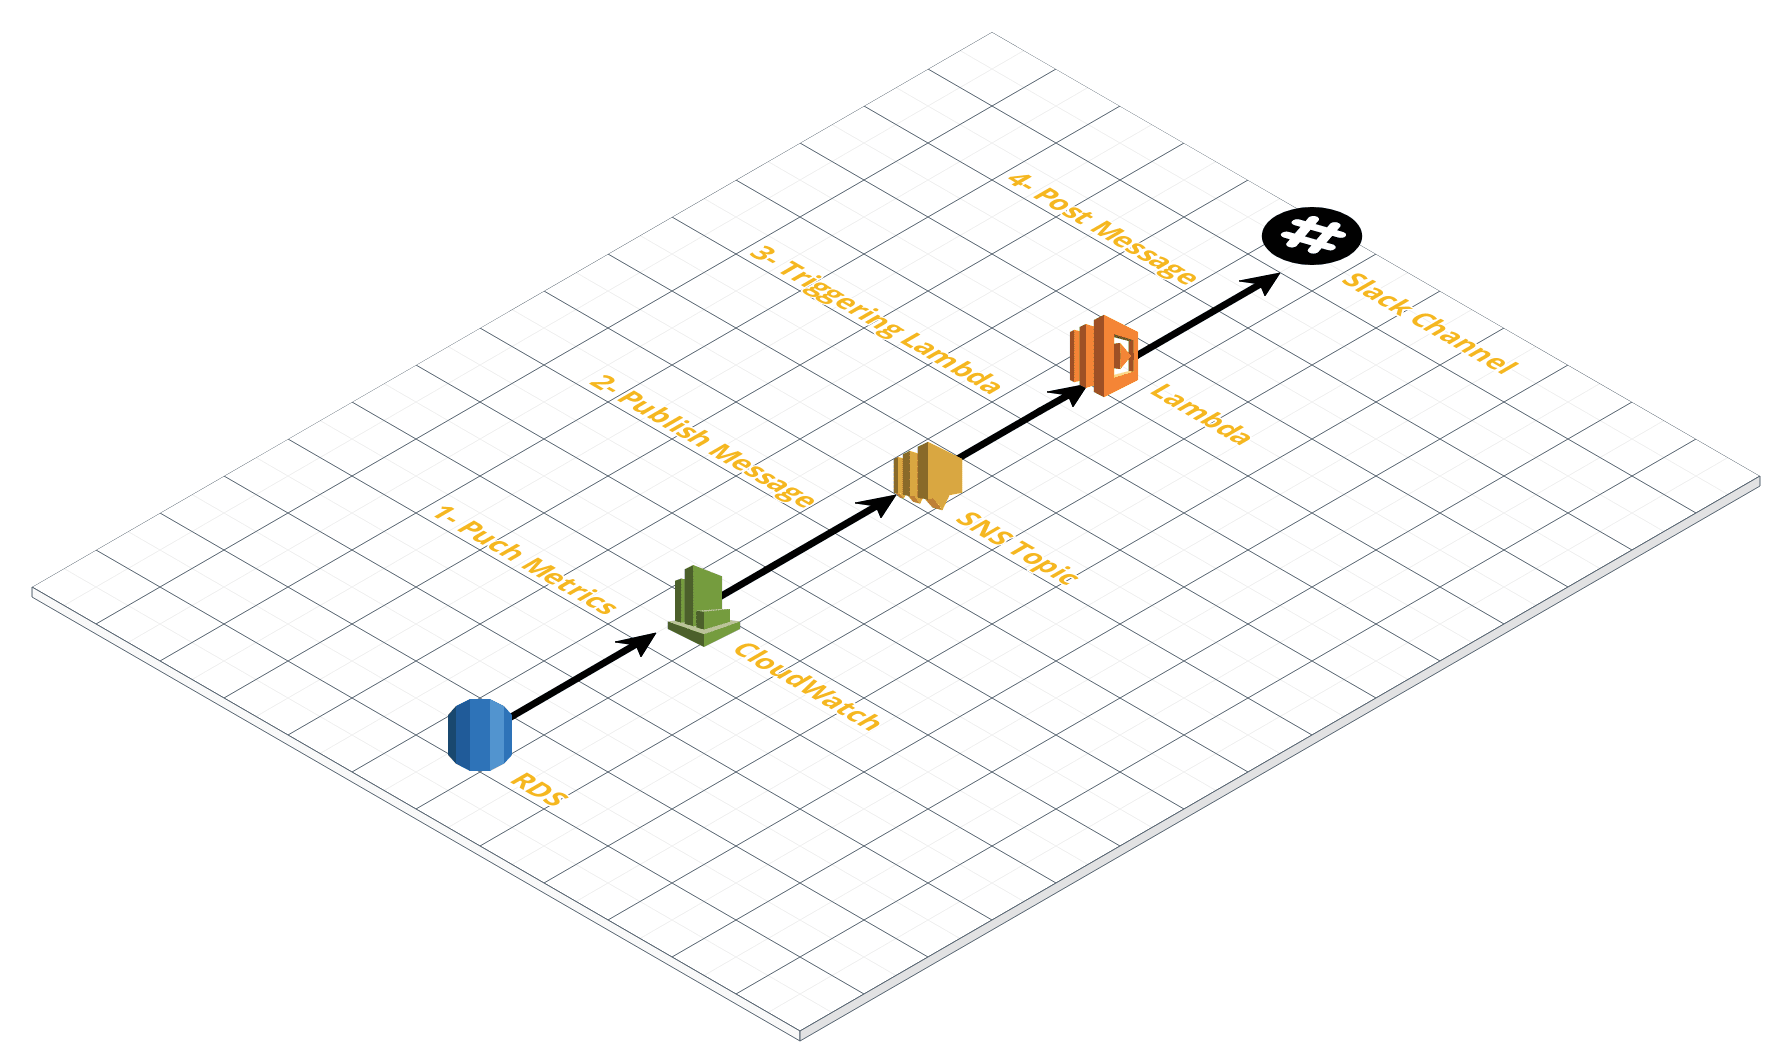 4- Post Message
Slack Channel
3- Triggering Lambda
Lambda
2- Publish Message
SNS Topic
1- Puch Metrics
CloudWatch
RDS